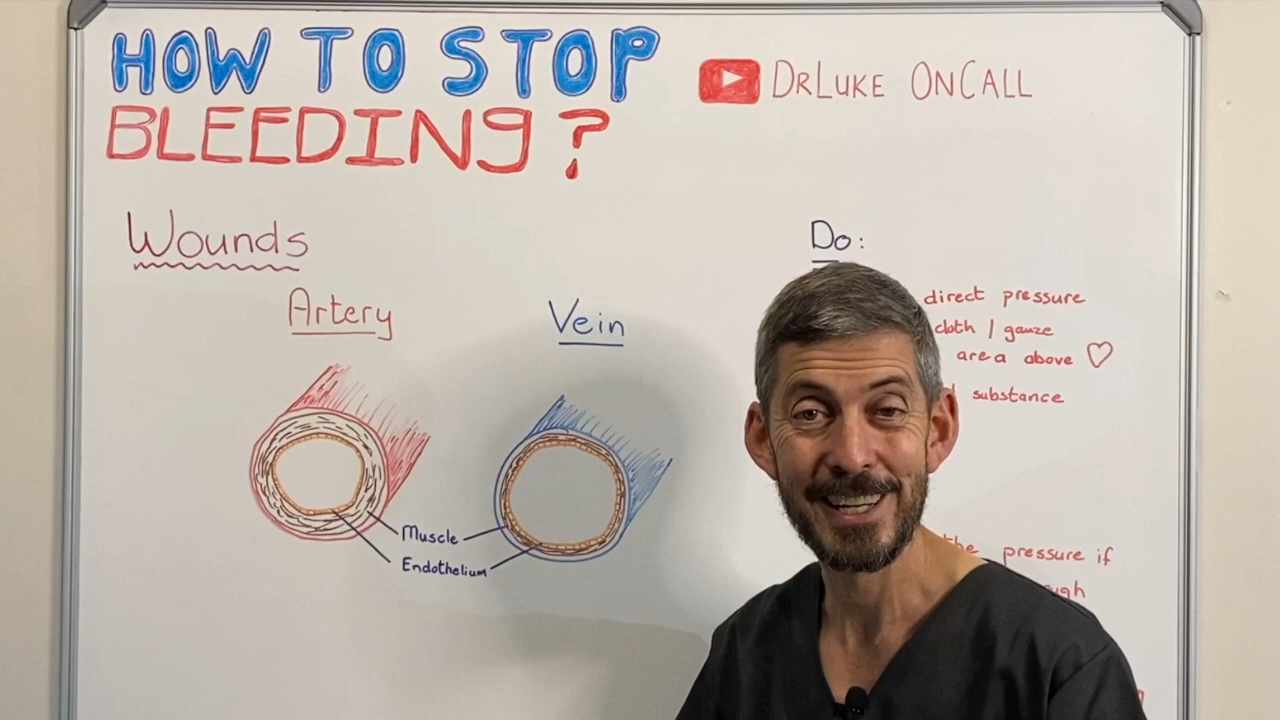 HOW TO STOP
BLEEDING?
DRLUKE ONCALL
Wounds
Artery
Vein
Muscle
Endothelium
Do:
direct pressure
cloth / gauze
area above ♡
substance
the pressure if